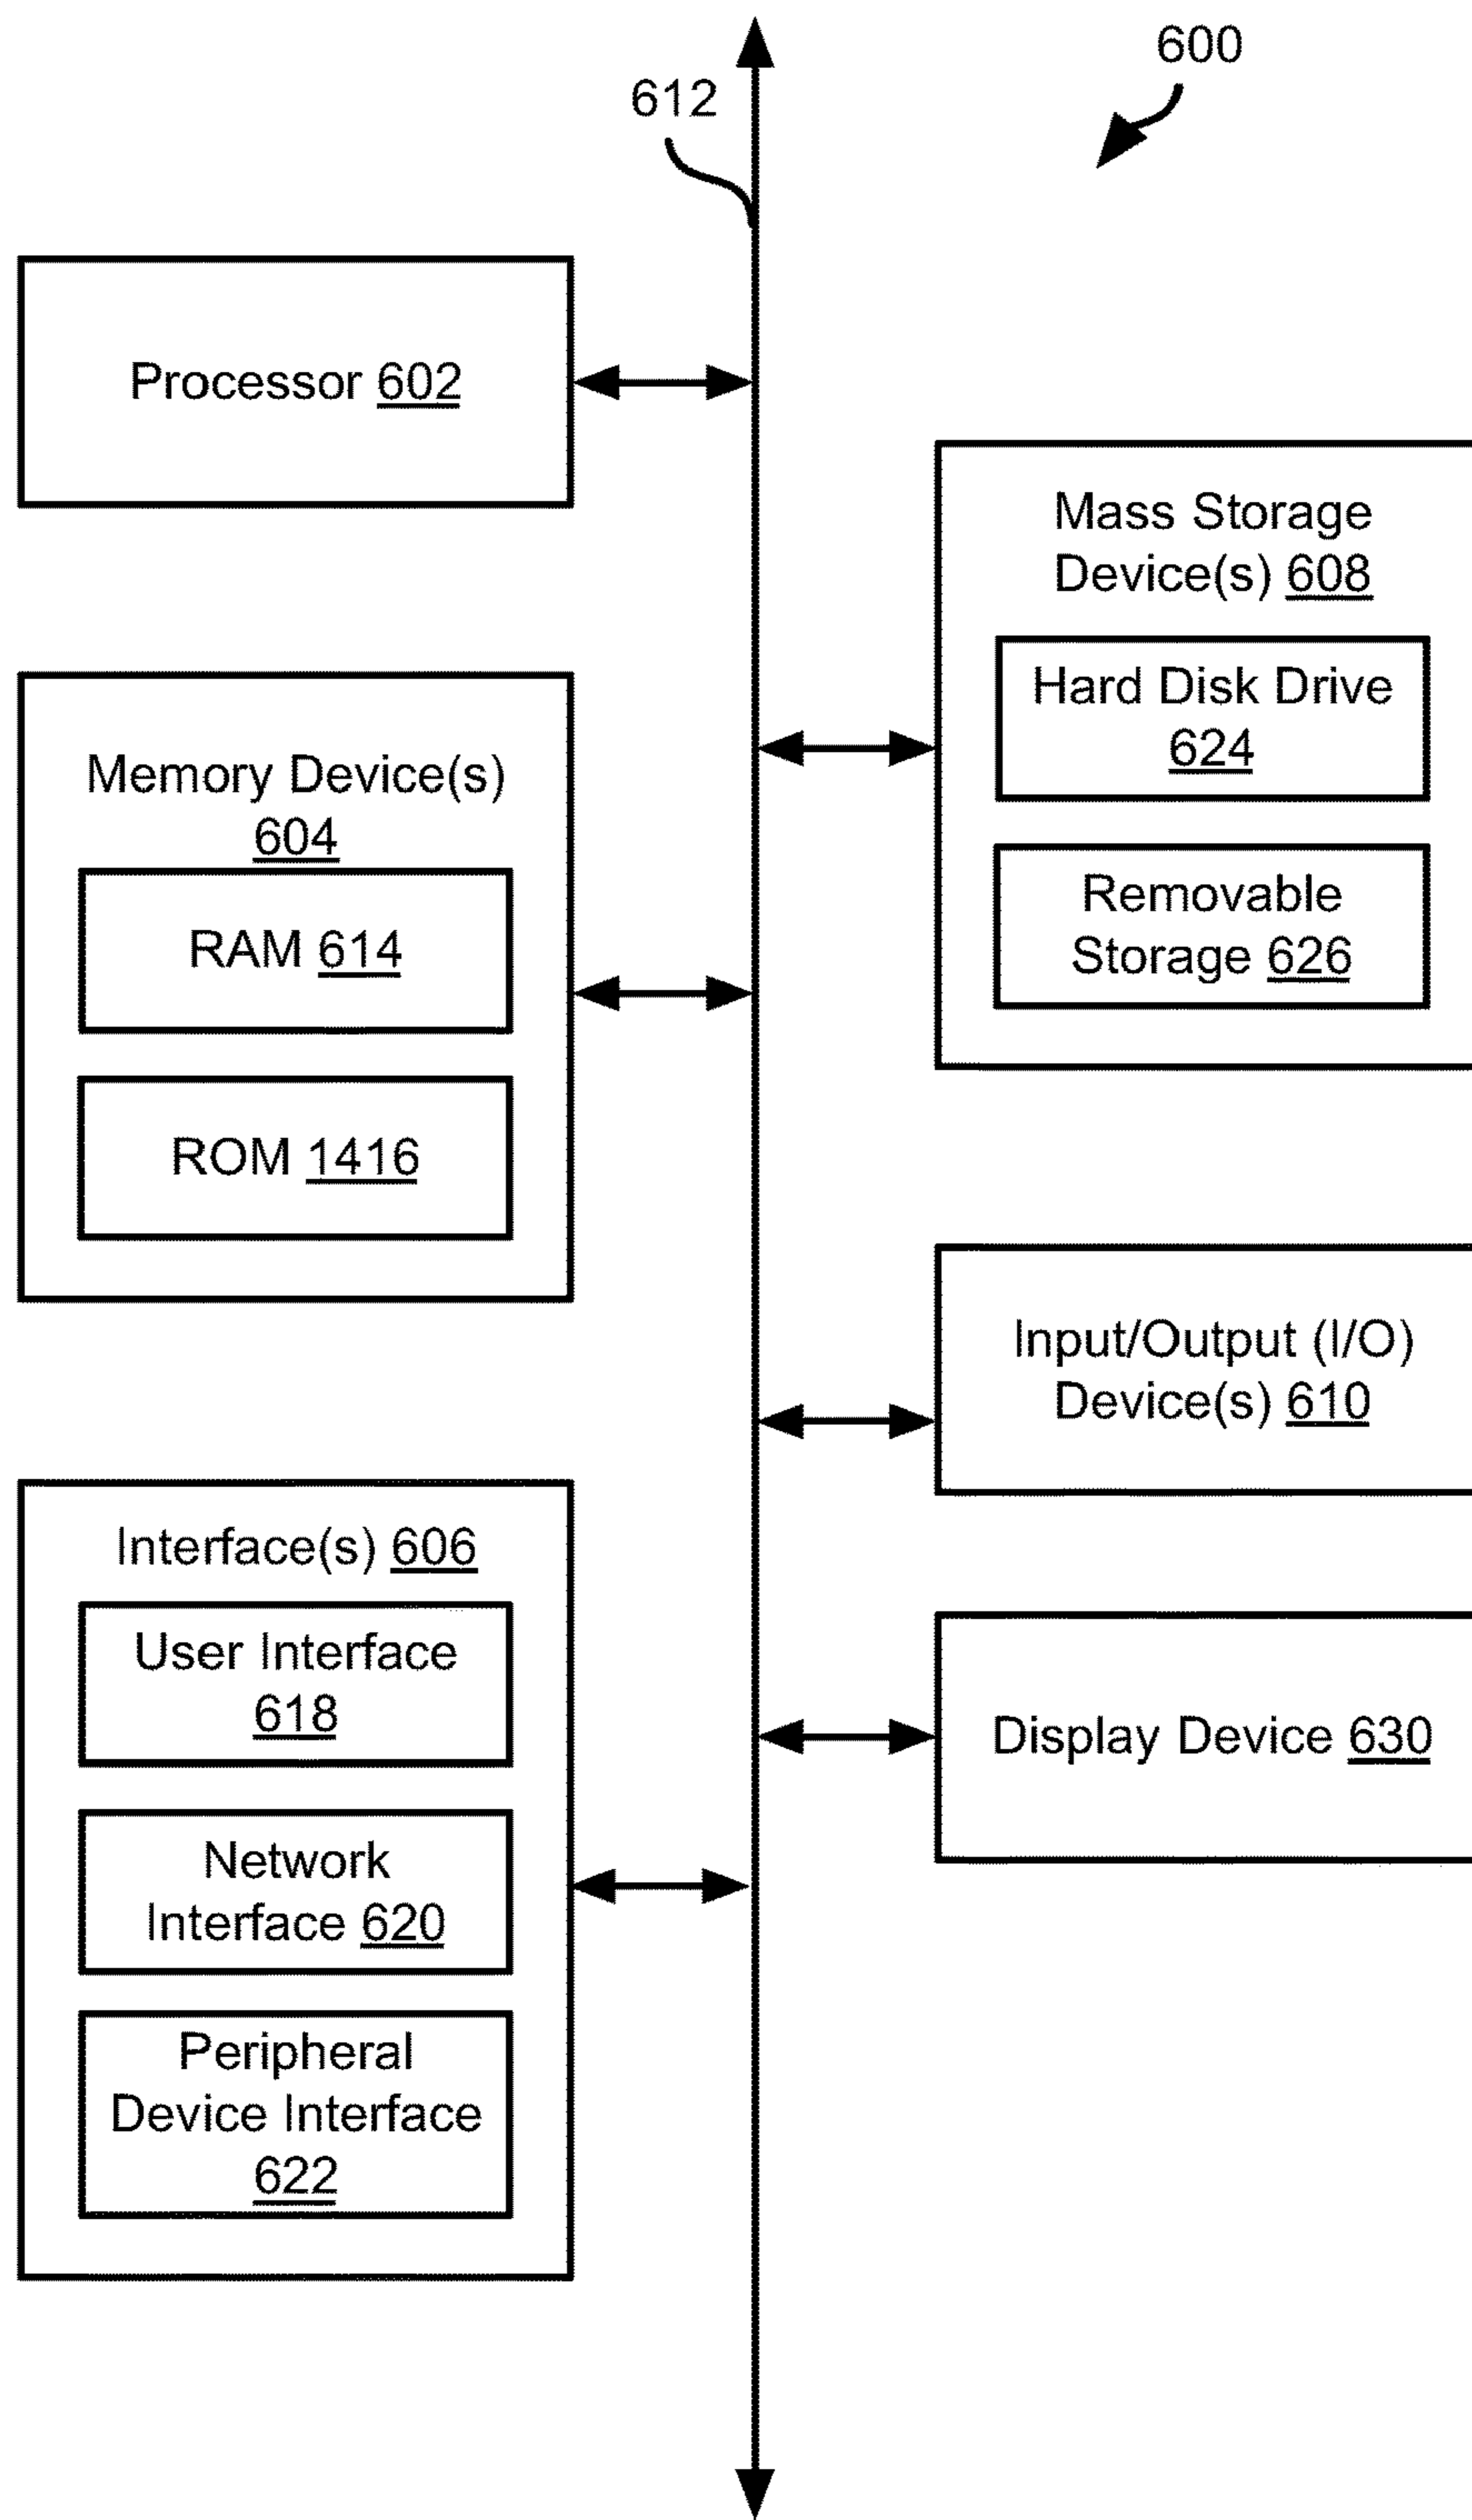 600
612
Processor 602
Mass Storage
Device(s) 608
Hard Disk Drive
624
Removable
Storage 626
Memory Device(s)
604
RAM 614
ROM 1416
Input/Output (I/O)
Device(s) 610
Interface(s) 606
User Interface
618
Network
Interface 620
Peripheral
Device Interface
622
Display Device 630